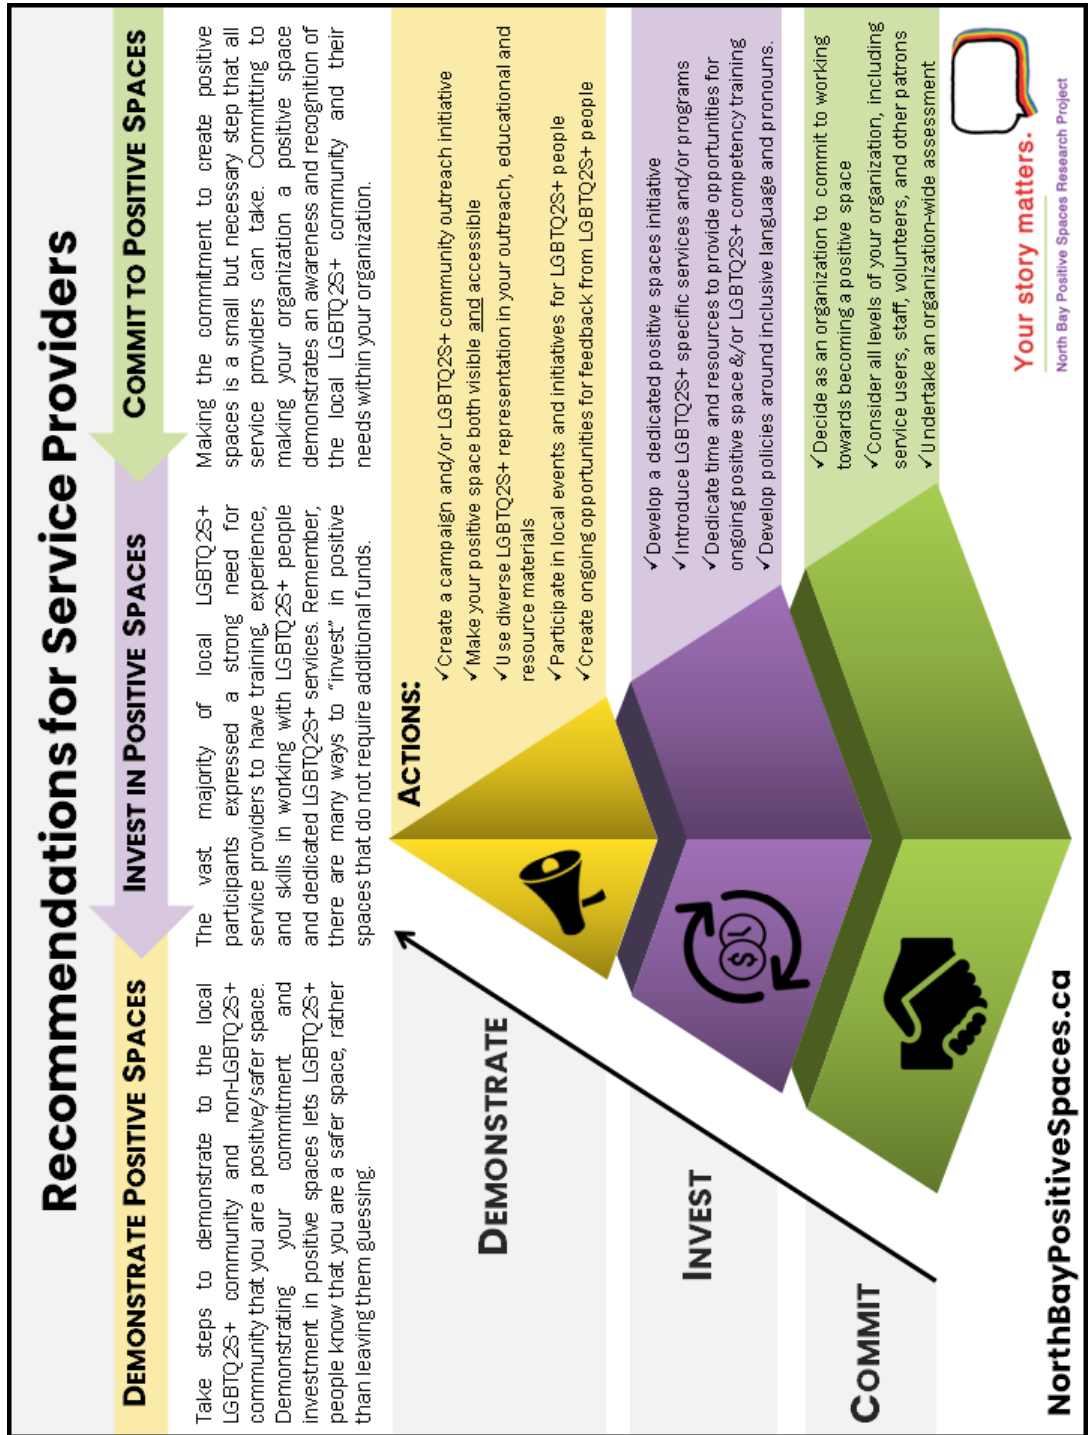 Recommendations for Service Providers
DEMONSTRATE POSITIVE SPACES
INVEST IN POSITIVE SPACES
COMMIT TO POSITIVE SPACES
Take steps to demonstrate to the local
LGBTQ2S+ community and non-LGBTQ2S+
community that you are a positive/safer space.
Demonstrating your commitment and
investment in positive spaces lets LGBTQ2S+
people know that you are a safer space, rather
than leaving them guessing.
The vast majority of local LGBTQ2S+
participants expressed a strong need for
service providers to have training, experience,
and skills in working with LGBTQ2S+ people
and dedicated LGBTQ2S+ services. Remember,
there are many ways to "invest" in positive
spaces that do not require additional funds.
Making the commitment to create positive
spaces is a small but necessary step that all
service providers can take. Committing to
making your organization a positive space
demonstrates an awareness and recognition of
the local LGBTQ2S+ community and their
needs within your organization.
DEMONSTRATE
ACTIONS:
✓Create a campaign and/or LGBTQ2S+ community outreach initiative
✓Make your positive space both visible and accessible
✓Use diverse LGBTQ2S+ representation in your outreach, educational and
resource materials
✓Participate in local events and initiatives for LGBTQ2S+ people
✓Create ongoing opportunities for feedback from LGBTQ2S+ people
INVEST
$
✓Develop a dedicated positive spaces initiative
✓Introduce LGBTQ2S+ specific services and/or programs
✓Dedicate time and resources to provide opportunities for
ongoing positive space &/or LGBTQ2S+ competency training
✓Develop policies around inclusive language and pronouns.
COMMIT
✓Decide as an organization to commit to working
towards becoming a positive space
✓Consider all levels of your organization, including
service users, staff, volunteers, and other patrons
✓Undertake an organization-wide assessment
NorthBayPositiveSpaces.ca
Your story matters.
North Bay Positive Spaces Research Project